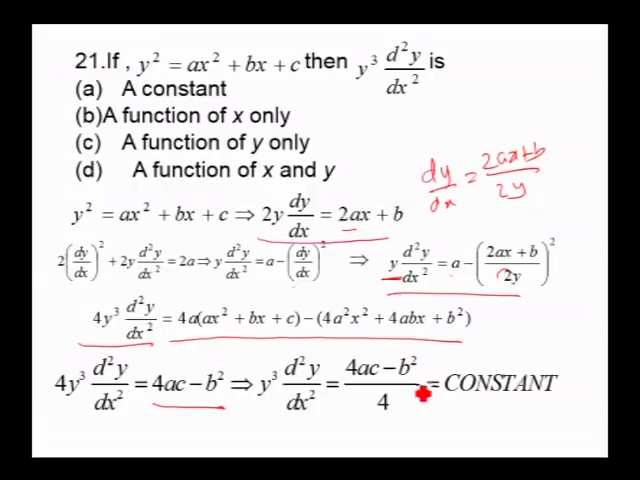 21.If , y² = ax² + bx + c then y³ d²y/dx² is
(a) A constant
(b)A function of x only
(c) A function of y only
(d) A function of x and y
dy/dx = 2ax+b/2y
y² = ax² + bx + c ⇒ 2y dy/dx = 2ax + b
2(dy/dx)² + 2y d²y/dx² = 2a ⇒ y d²y/dx² = a − (dy/dx)² ⇒ y d²y/dx² = a − (2ax + b/2y)²
4y³ d²y/dx² = 4a(ax² + bx + c) − (4a²x² + 4abx + b²)
4y³ d²y/dx² = 4ac − b² ⇒ y³ d²y/dx² = 4ac − b²/4 = CONSTANT